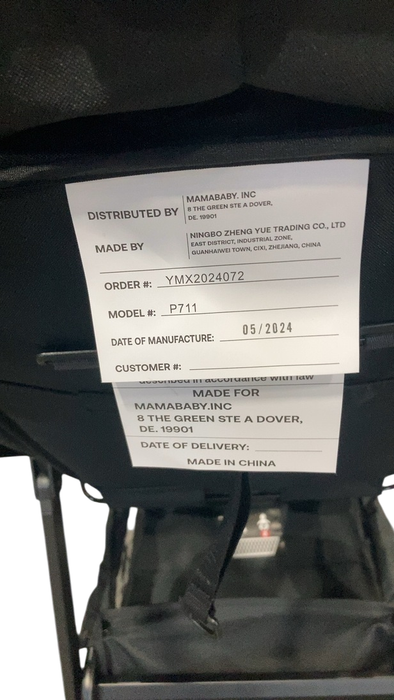 DISTRIBUTED BY
MAMABABY. INC
8 THE GREEN STE A DOVER,
DE. 19901
MADE BY
NINGBO ZHENG YUE TRADING CO., LTD
EAST DISTRICT, INDUSTRIAL ZONE,
GUANHAIWEI TOWN, CIXI, ZHEJIANG, CHINA
ORDER #: YMX2024072
MODEL #: P711
DATE OF MANUFACTURE: 05/2024
CUSTOMER #:
described in accordance with law
MADE FOR
MAMABABY.INC
8 THE GREEN STE A DOVER,
DE. 19901
DATE OF DELIVERY:
MADE IN CHINA